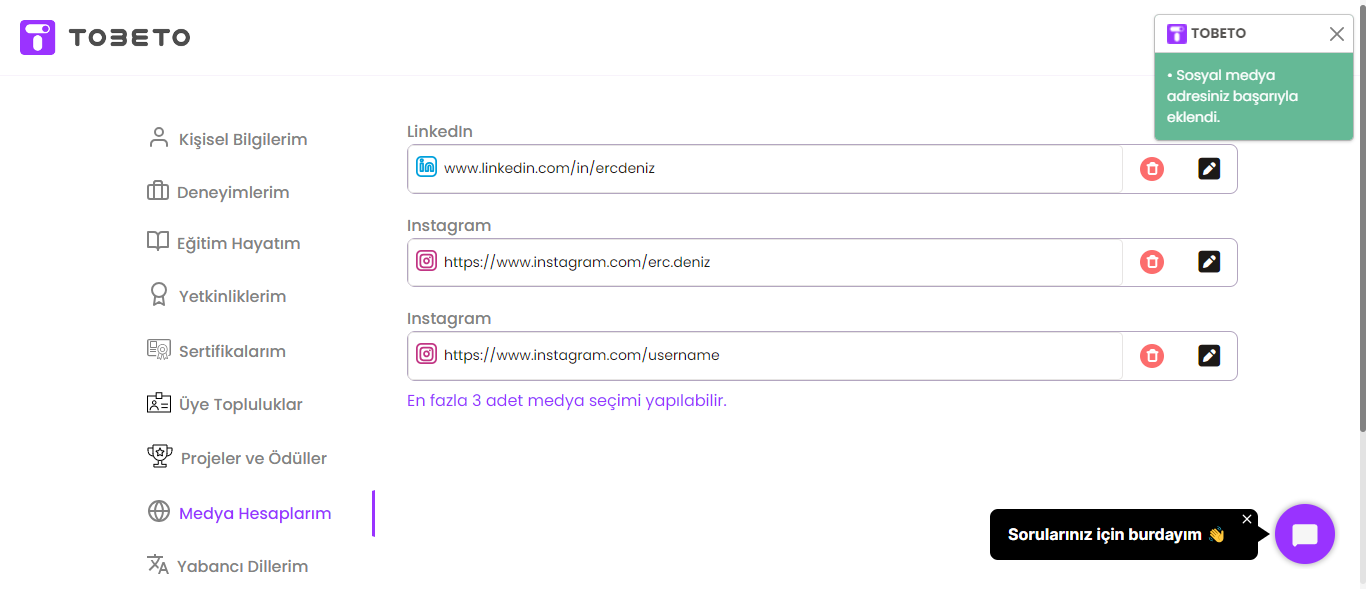 TOBETO
TOBETO
• Sosyal medya
adresiniz başarıyla
eklendi.
Kişisel Bilgilerim
Deneyimlerim
Eğitim Hayatım
Yetkinliklerim
Sertifikalarım
Üye Topluluklar
Projeler ve Ödüller
Medya Hesaplarım
Yabancı Dillerim
LinkedIn
in www.linkedin.com/in/ercdeniz
Instagram
https://www.instagram.com/erc.deniz
Instagram
https://www.instagram.com/username
En fazla 3 adet medya seçimi yapılabilir.
Sorularınız için burdayım 👋